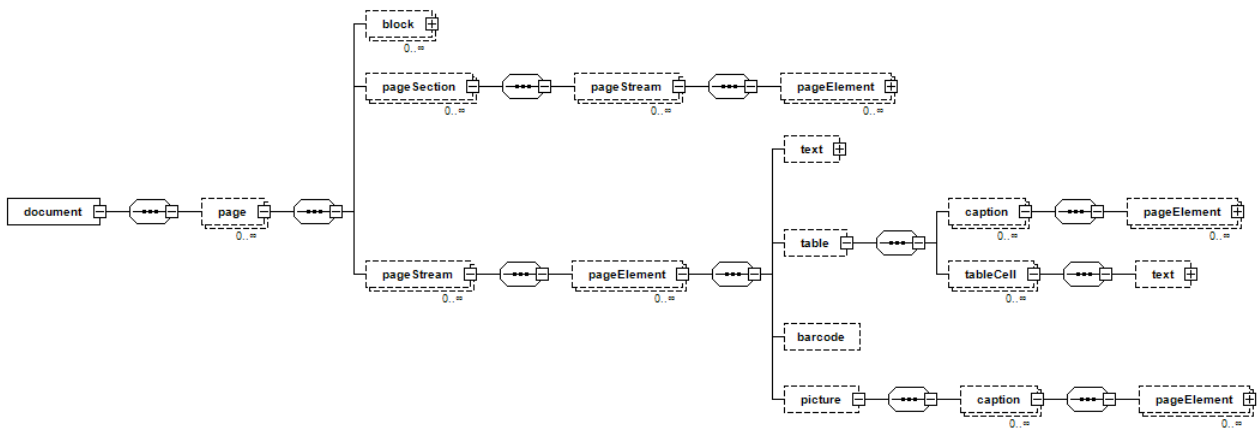 block
0..∞
pageSection
0..∞
pageStream
0..∞
pageElement
0..∞
text
document
page
0..∞
caption
0..∞
pageElement
0..∞
table
pageStream
0..∞
pageElement
0..∞
tableCell
0..∞
text
barcode
picture
caption
0..∞
pageElement
0..∞